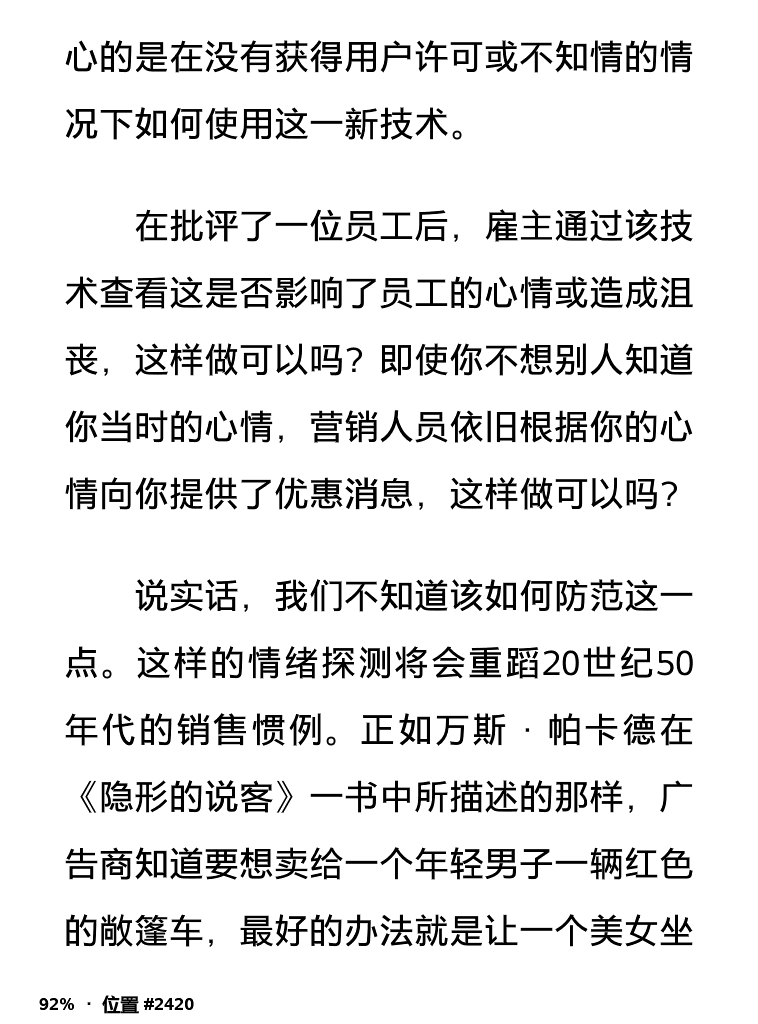 心的是在没有获得用户许可或不知情的情
况下如何使用这一新技术。
在批评了一位员工后，雇主通过该技
术查看这是否影响了员工的心情或造成沮
丧，这样做可以吗？即使你不想别人知道
你当时的心情，营销人员依旧根据你的心
情向你提供了优惠消息，这样做可以吗？
说实话，我们不知道该如何防范这一
点。这样的情绪探测将会重蹈20世纪50
年代的销售惯例。正如万斯·帕卡德在
《隐形的说客》一书中所描述的那样，广
告商知道要想卖给一个年轻男子一辆红色
的敞篷车，最好的办法就是让一个美女坐
92% · 位置 #2420